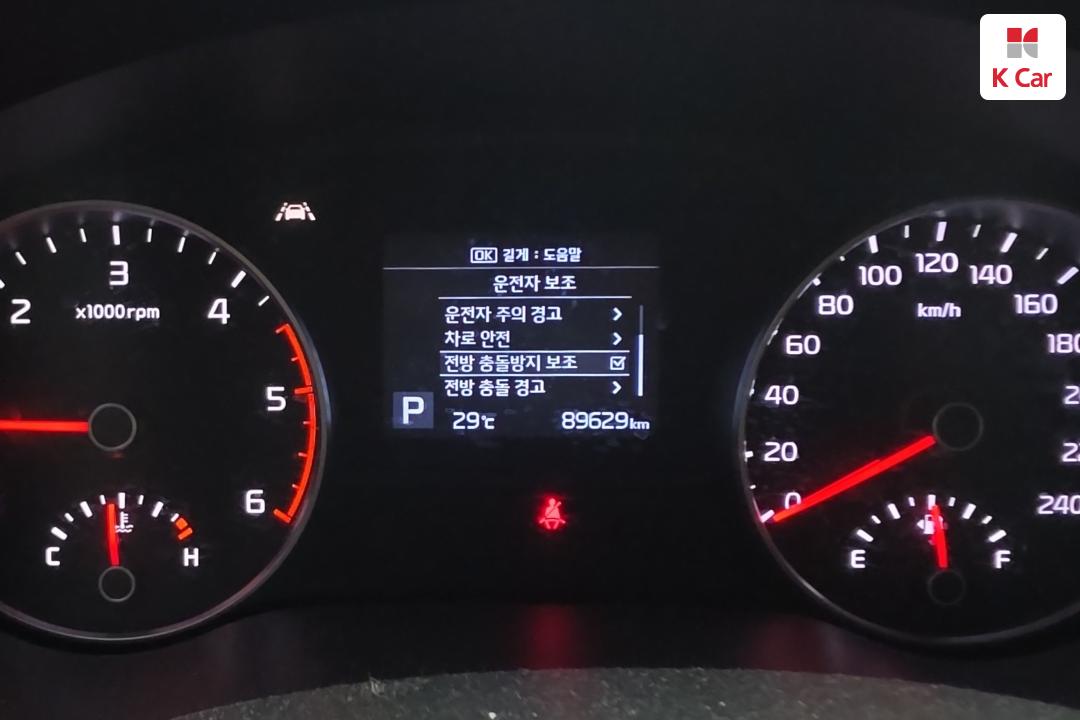 K Car
2
3
4
5
6
x1000rpm
C
H
OK 길게 : 도움말
운전자 보조
운전자 주의 경고
차로 안전
전방 충돌방지 보조
전방 충돌 경고
P
29℃
89629km
0
20
40
60
80
100
120
140
160
180
240
km/h
E
F